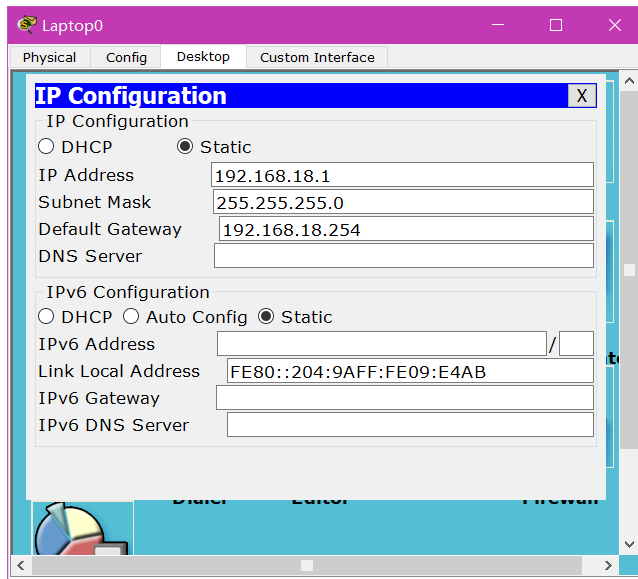 Laptop0
Physical Config Desktop Custom Interface
IP Configuration X
IP Configuration
DHCP Static
IP Address 192.168.18.1
Subnet Mask 255.255.255.0
Default Gateway 192.168.18.254
DNS Server
IPv6 Configuration
DHCP Auto Config Static
IPv6 Address /
Link Local Address FE80::204:9AFF:FE09:E4AB
IPv6 Gateway
IPv6 DNS Server
Dialer Editor Firewall